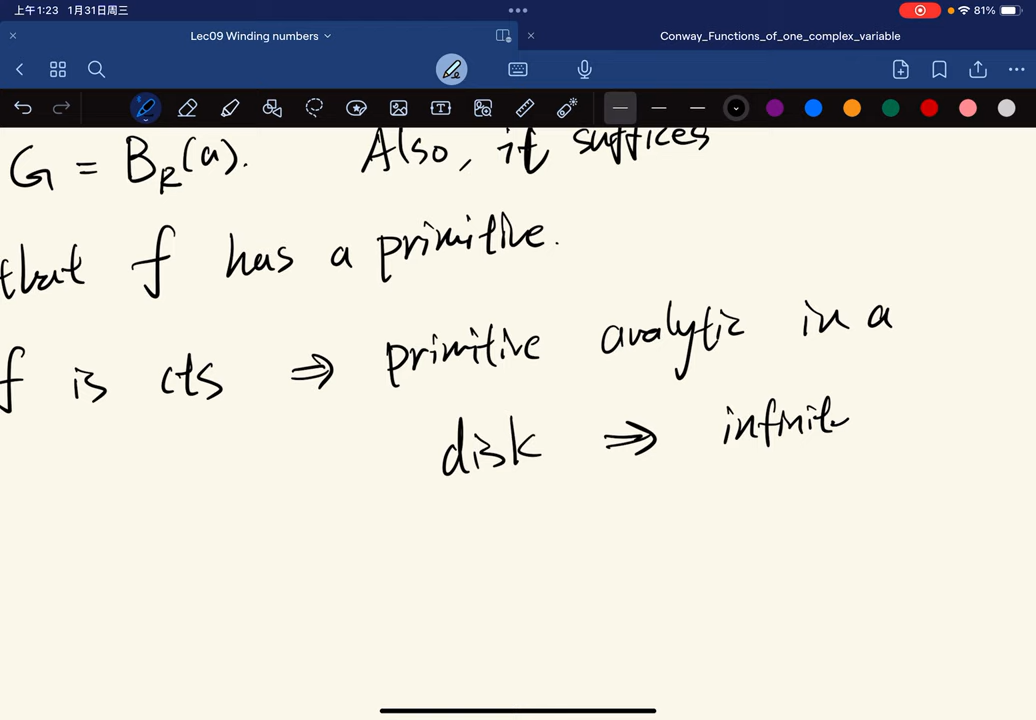 上午1:23 1月31日周三
81%
Lec09 Winding numbers
Conway_Functions_of_one_complex_variable
G = B_R(a). Also, it suffices
that f has a primitive.
f is cts ⇒ primitive analytic in a
disk ⇒ infinite